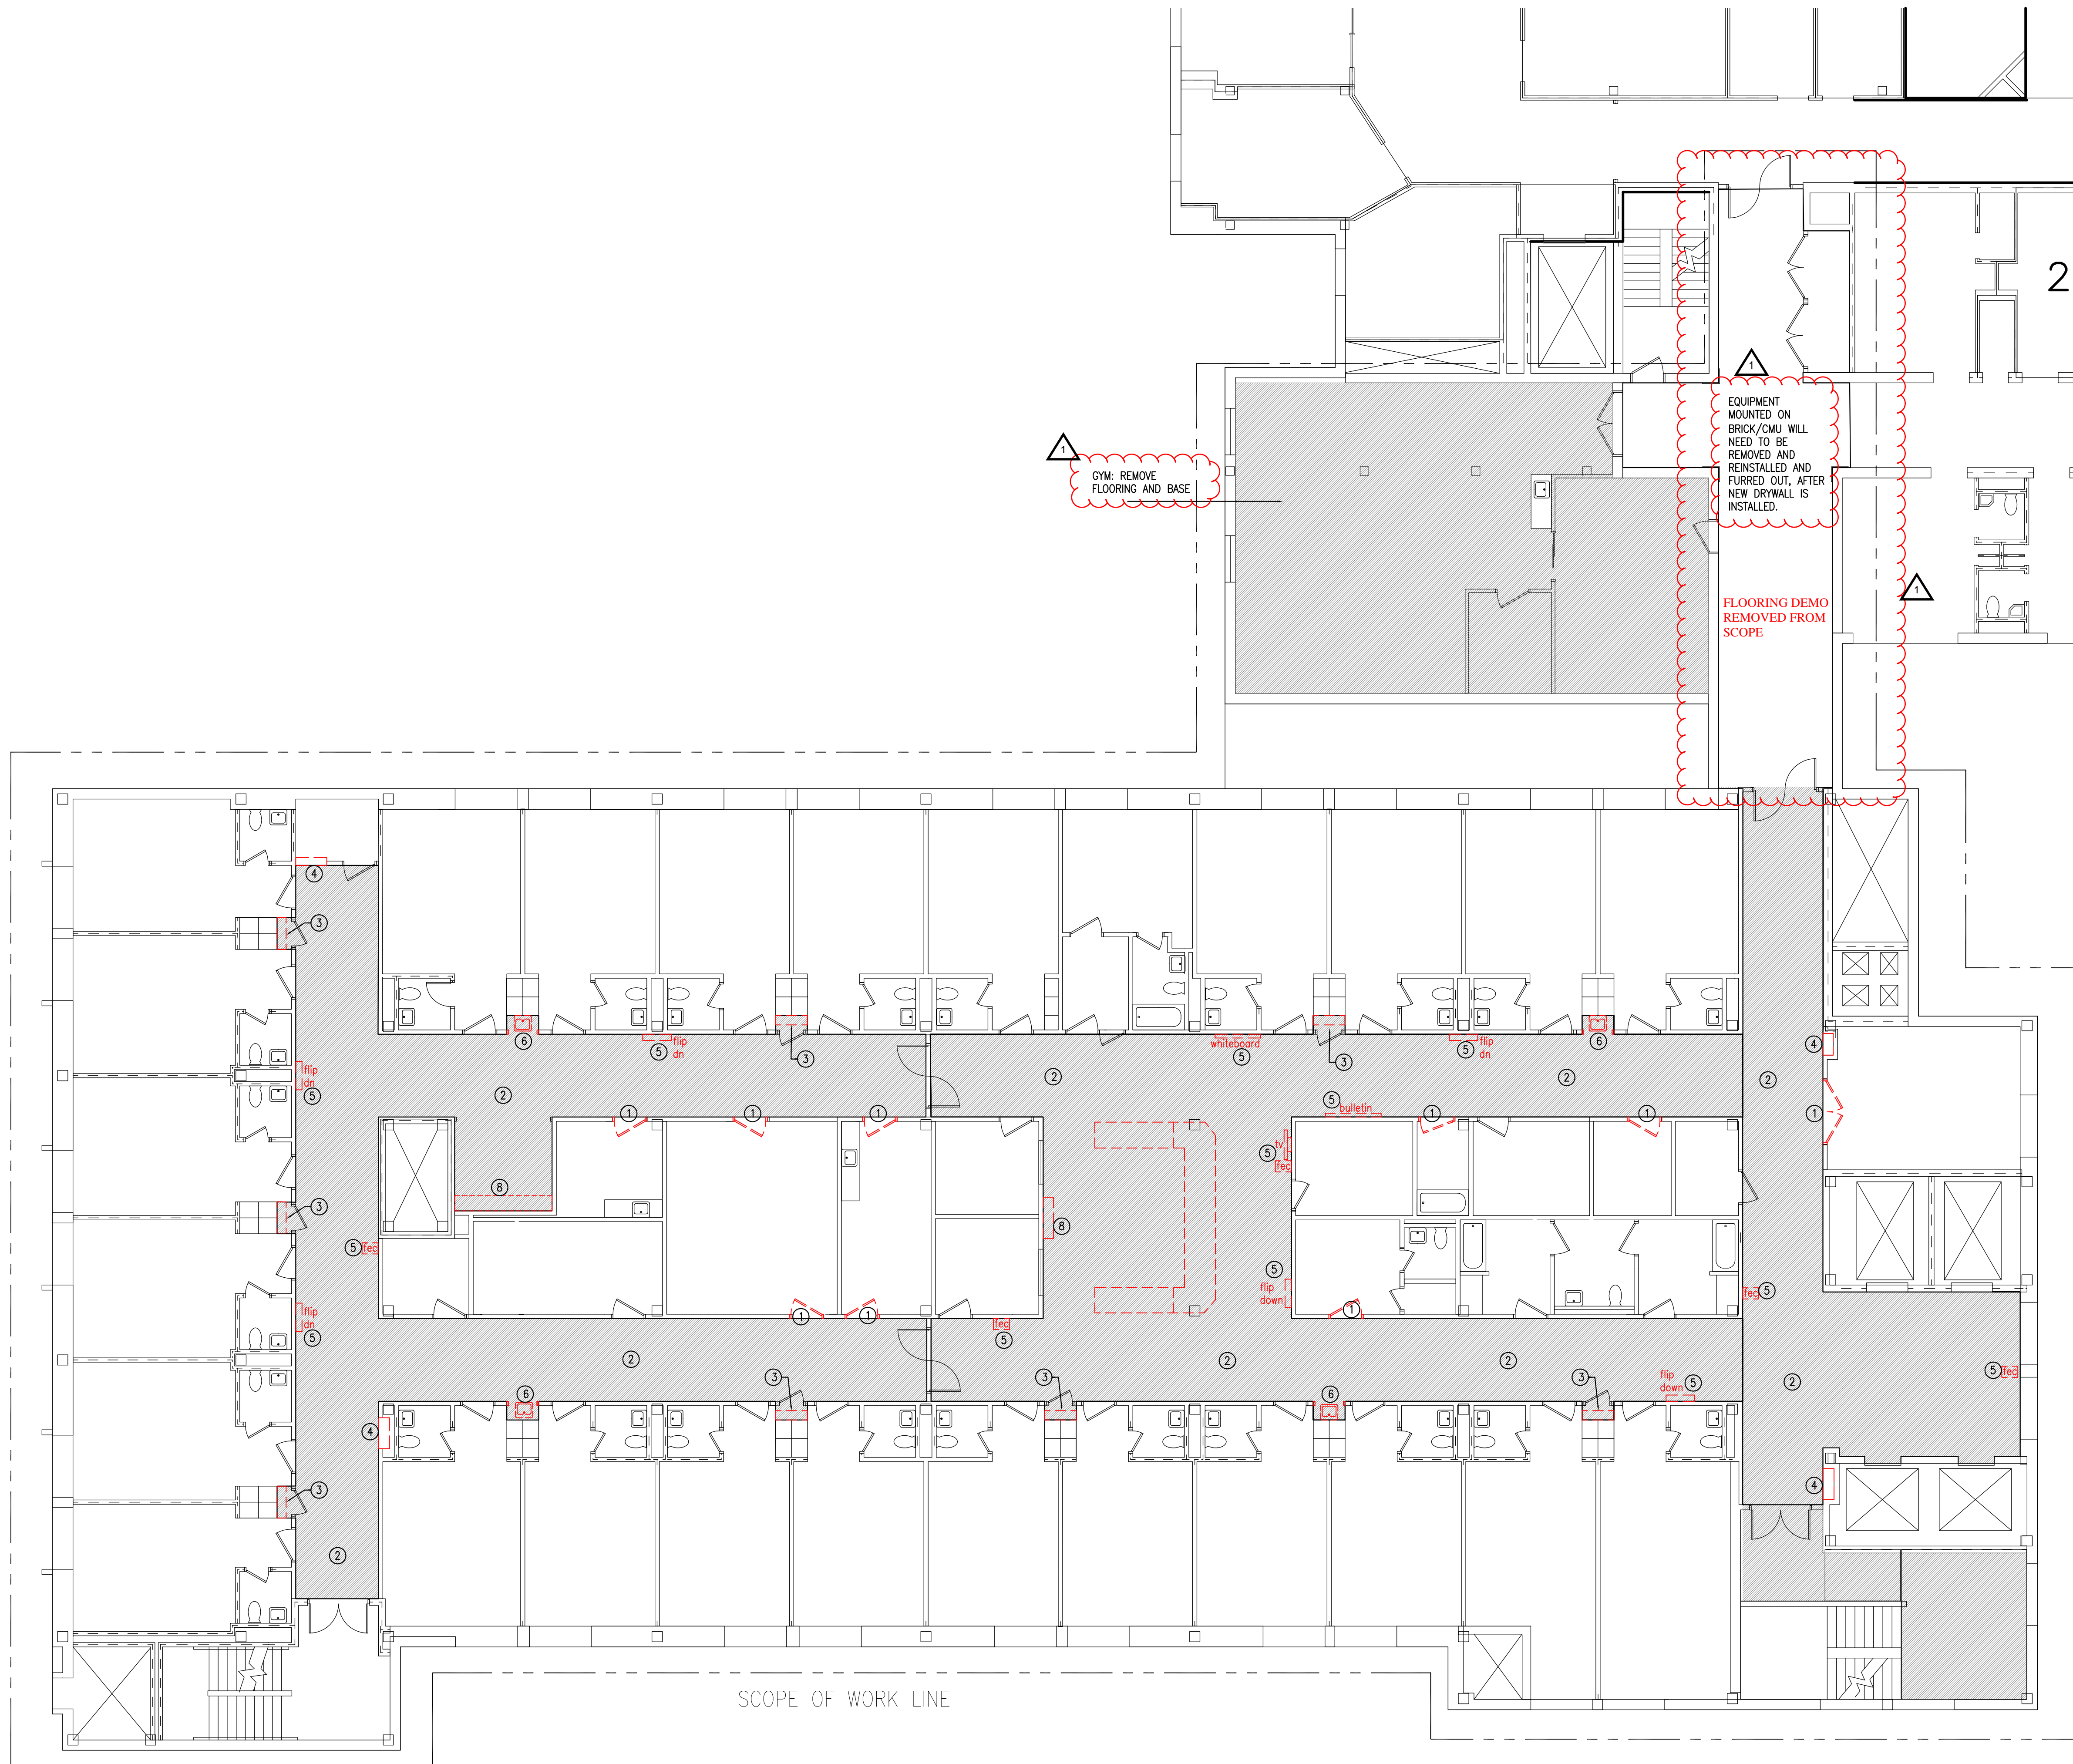 2
1
EQUIPMENT
MOUNTED ON
BRICK/CMU WILL
NEED TO BE
REMOVED AND
REINSTALLED AND
FURRED OUT, AFTER
NEW DRYWALL IS
INSTALLED.
1
GYM: REMOVE
FLOORING AND BASE
1
FLOORING DEMO
REMOVED FROM
SCOPE
4
3
6
5
flip
dn
3
whiteboard
5
3
5
flip
dn
6
4
flip
dn
5
2
2
2
2
1
1
1
5
bulletin
1
1
1
tv
5
fec
8
3
8
5
fec
5
flip
down
5
fec
flip
dn
5
1
1
1
fec
5
2
2
2
2
5
fec
4
6
3
3
6
3
flip
down
5
3
4
2
SCOPE OF WORK LINE